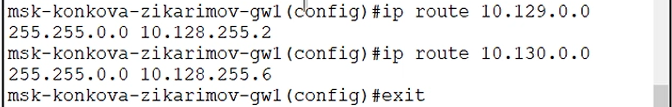 msk-konkova-zikarimov-gw1(config)#ip route 10.129.0.0
255.255.0.0 10.128.255.2
msk-konkova-zikarimov-gw1(config)#ip route 10.130.0.0
255.255.0.0 10.128.255.6
msk-konkova-zikarimov-gw1(config)#exit